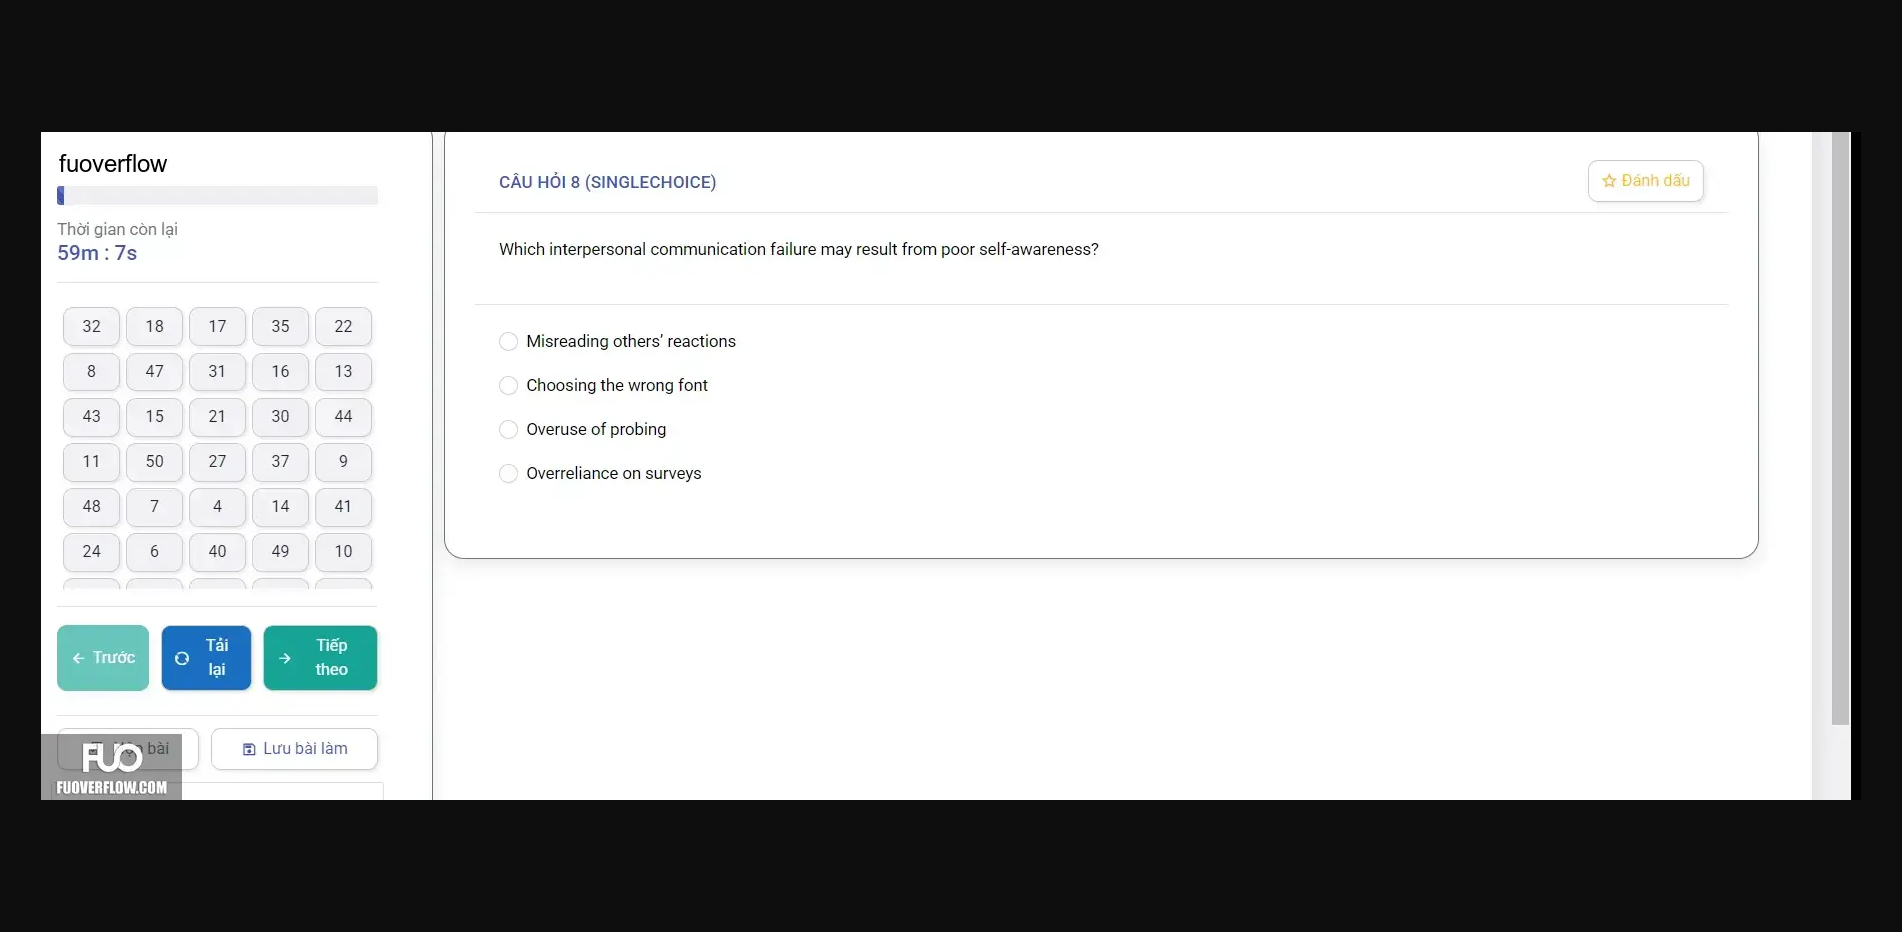 fuoverflow
Thời gian còn lại
59m : 7s
32 18 17 35 22
8 47 31 16 13
43 15 21 30 44
11 50 27 37 9
48 7 4 14 41
24 6 40 49 10
Trước
Tải lại
Tiếp theo
bài
Lưu bài làm
FUO
FUOVERFLOW.COM
CÂU HỎI 8 (SINGLECHOICE)
Đánh dấu
Which interpersonal communication failure may result from poor self-awareness?
Misreading others’ reactions
Choosing the wrong font
Overuse of probing
Overreliance on surveys